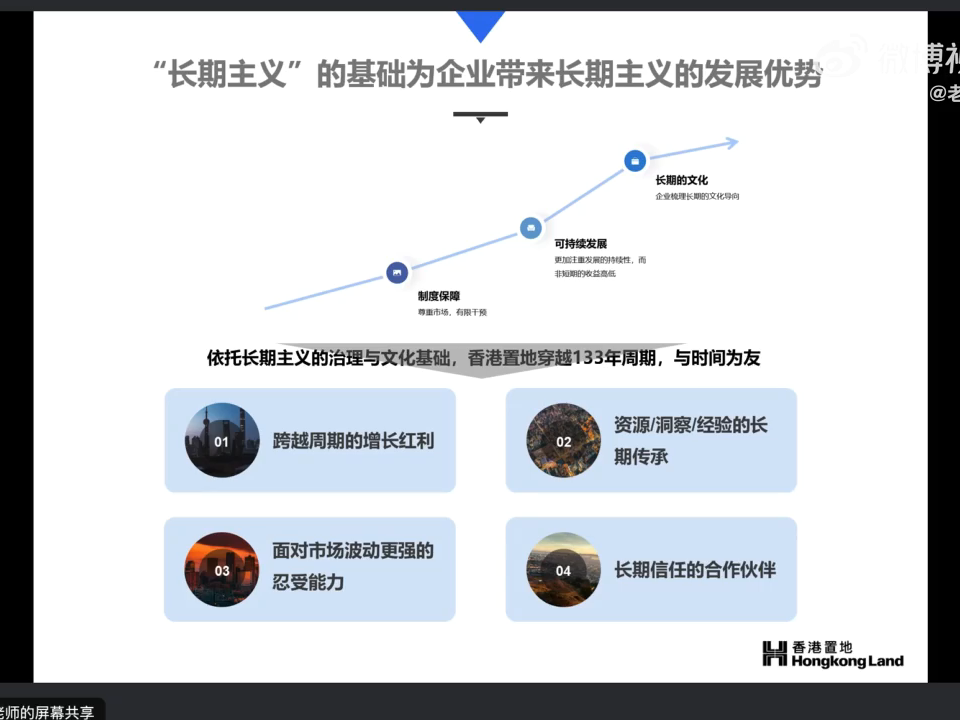 微博视
@老
“长期主义”的基础为企业带来长期主义的发展优势
长期的文化
企业梳理长期的文化导向
可持续发展
更加注重发展的持续性，而
非短期的收益高低
制度保障
尊重市场，有限干预
依托长期主义的治理与文化基础，香港置地穿越133年周期，与时间为友
01
跨越周期的增长红利
02
资源/洞察/经验的长
期传承
03
面对市场波动更强的
忍受能力
04
长期信任的合作伙伴
香港置地
Hongkong Land
老师的屏幕共享